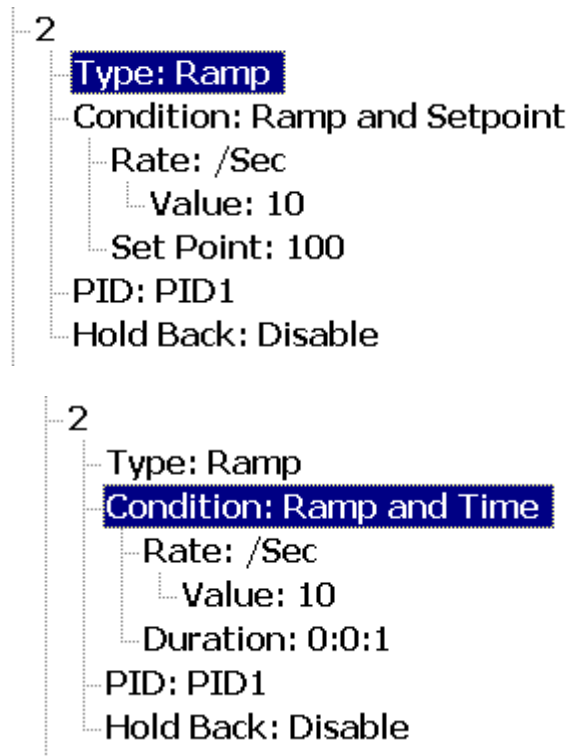 2
Type: Ramp
Condition: Ramp and Setpoint
Rate: /Sec
Value: 10
Set Point: 100
PID: PID1
Hold Back: Disable
2
Type: Ramp
Condition: Ramp and Time
Rate: /Sec
Value: 10
Duration: 0:0:1
PID: PID1
Hold Back: Disable